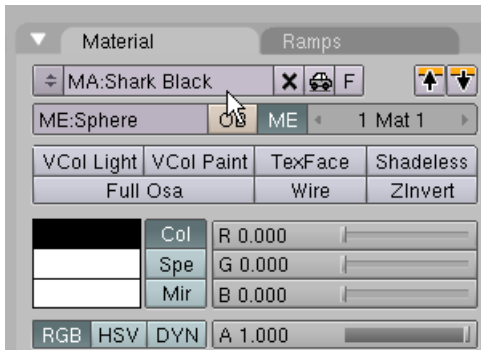 Material Ramps
MA:Shark Black F
ME:Sphere ME 1 Mat 1
VCol Light VCol Paint TexFace Shadeless
Full Osa Wire ZInvert
Col R 0.000
Spe G 0.000
Mir B 0.000
RGB HSV DYN A 1.000